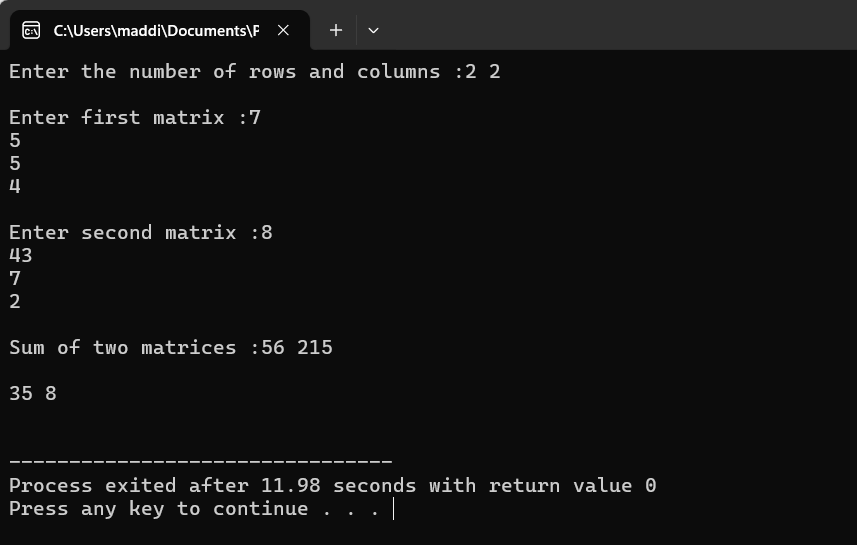 C:\Users\maddi\Documents\F
Enter the number of rows and columns :2 2
Enter first matrix :7
5
5
4
Enter second matrix :8
43
7
2
Sum of two matrices :56 215
35 8
--------------------------------
Process exited after 11.98 seconds with return value 0
Press any key to continue . . .